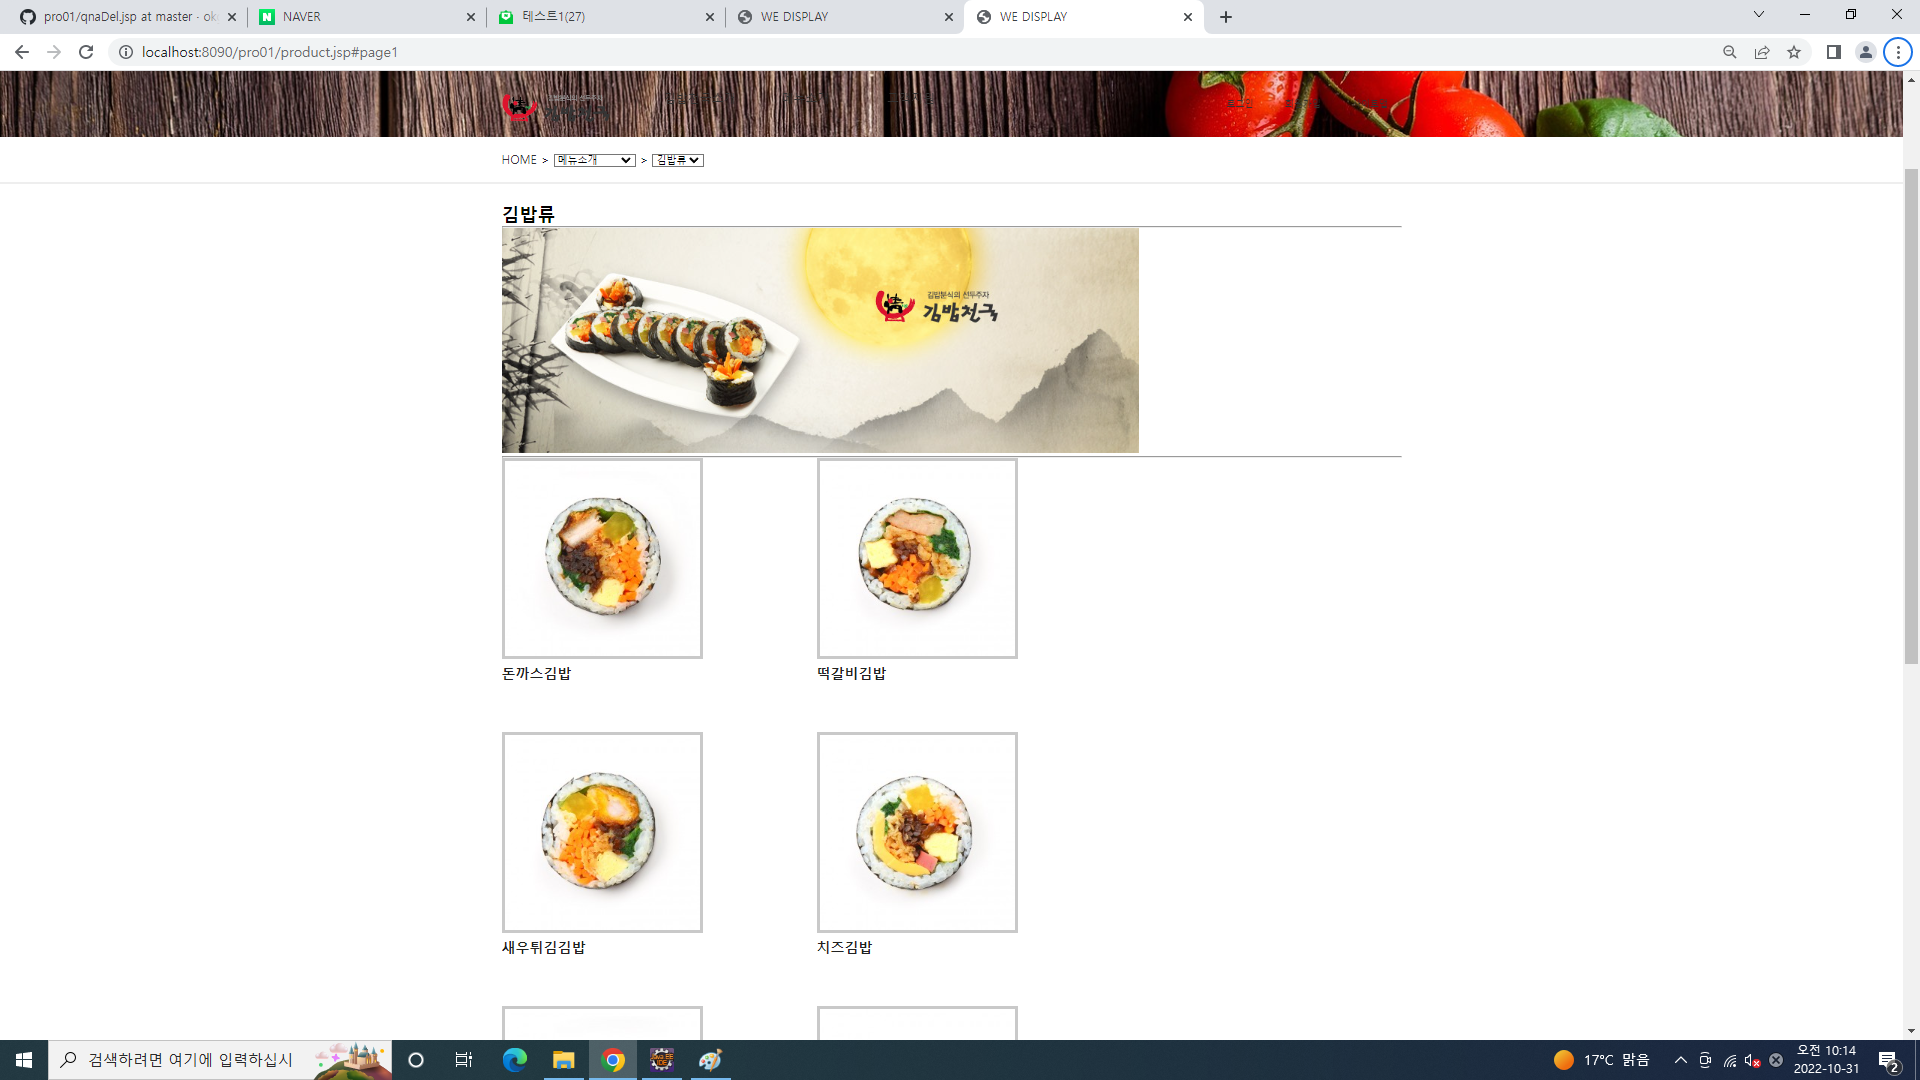 pro01/qnaDel.jsp at master · ok
NAVER
테스트1(27)
WE DISPLAY
WE DISPLAY
localhost:8090/pro01/product.jsp#page1
HOME > 메뉴소개 > 김밥류
김밥류
김밥분식의 선두주자
김밥천국
돈까스김밥
떡갈비김밥
새우튀김김밥
치즈김밥
검색하려면 여기에 입력하십시
17°C 맑음
오전 10:14
2022-10-31
2